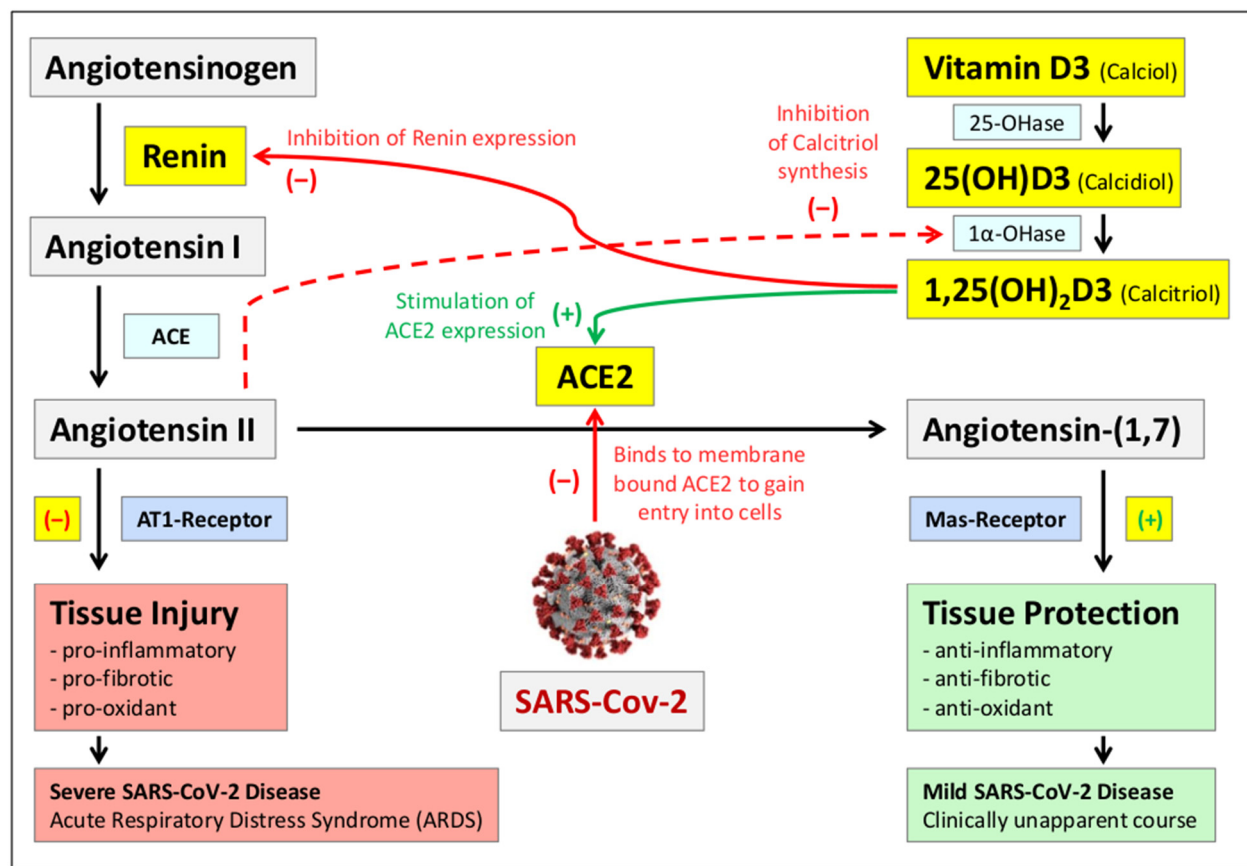 Angiotensinogen
Renin
Angiotensin I
ACE
Angiotensin II
(–)
AT1-Receptor
Tissue Injury
- pro-inflammatory
- pro-fibrotic
- pro-oxidant
Severe SARS-CoV-2 Disease
Acute Respiratory Distress Syndrome (ARDS)
Inhibition of Renin expression
(–)
Inhibition
of Calcitriol
synthesis
(–)
Stimulation of
ACE2 expression
(+)
ACE2
Binds to membrane
bound ACE2 to gain
entry into cells
(–)
SARS-Cov-2
Vitamin D3 (Calciol)
25-OHase
25(OH)D3 (Calcidiol)
1α-OHase
1,25(OH)₂D3 (Calcitriol)
Angiotensin-(1,7)
Mas-Receptor
(+)
Tissue Protection
- anti-inflammatory
- anti-fibrotic
- anti-oxidant
Mild SARS-CoV-2 Disease
Clinically unapparent course